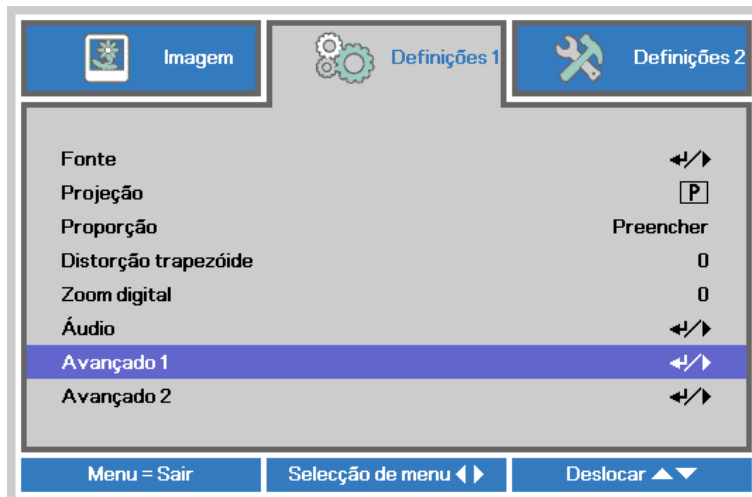 Imagem
Definições 1
Definições 2
Fonte
Projeção P
Proporção Preencher
Distorção trapezóide 0
Zoom digital 0
Áudio
Avançado 1
Avançado 2
Menu = Sair
Selecção de menu
Deslocar